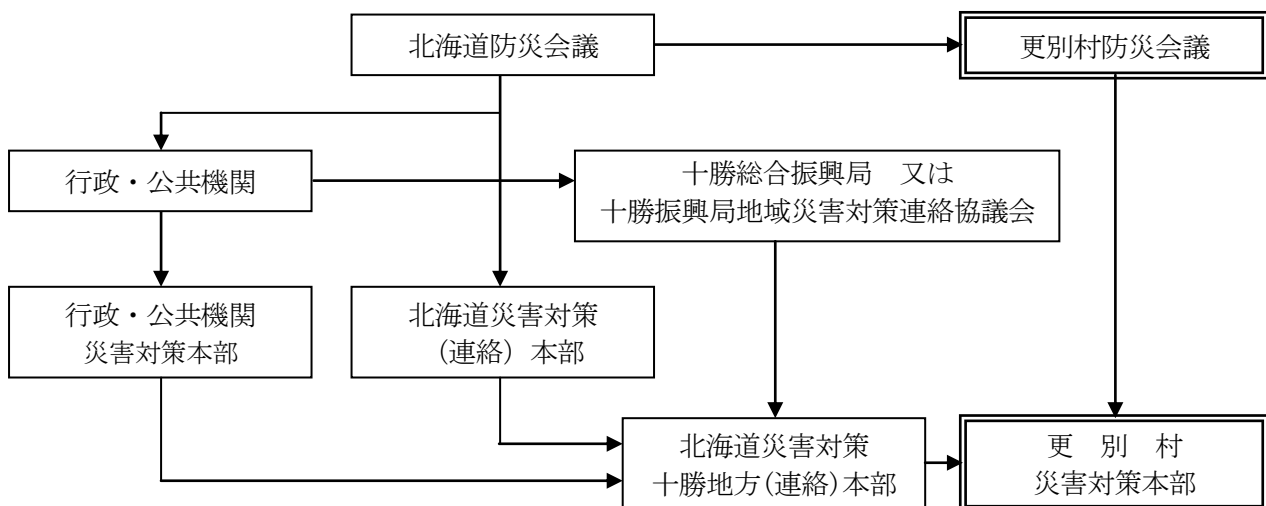 北海道防災会議
更別村防災会議
行政・公共機関
十勝総合振興局　又は
十勝振興局地域災害対策連絡協議会
行政・公共機関
災害対策本部
北海道災害対策
（連絡）本部
北海道災害対策
十勝地方(連絡)本部
更　別　村
災害対策本部